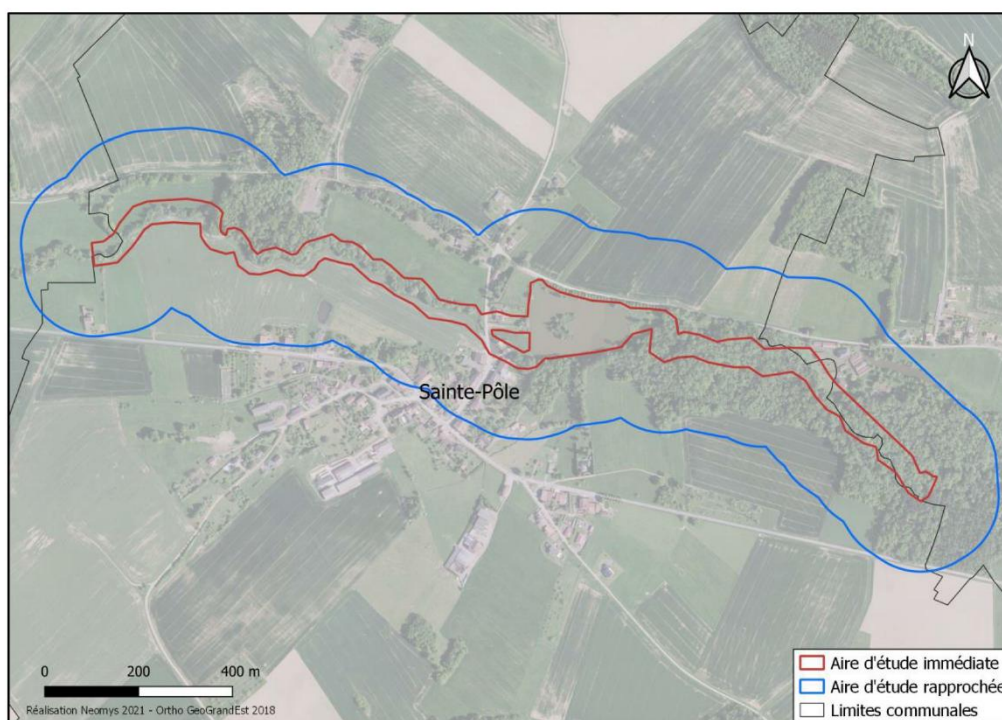 N
Sainte-Pôle
0 200 400 m
Réalisation Neomys 2021 - Ortho GeoGrandEst 2018
Aire d'étude immédiate
Aire d'étude rapprochée
Limites communales